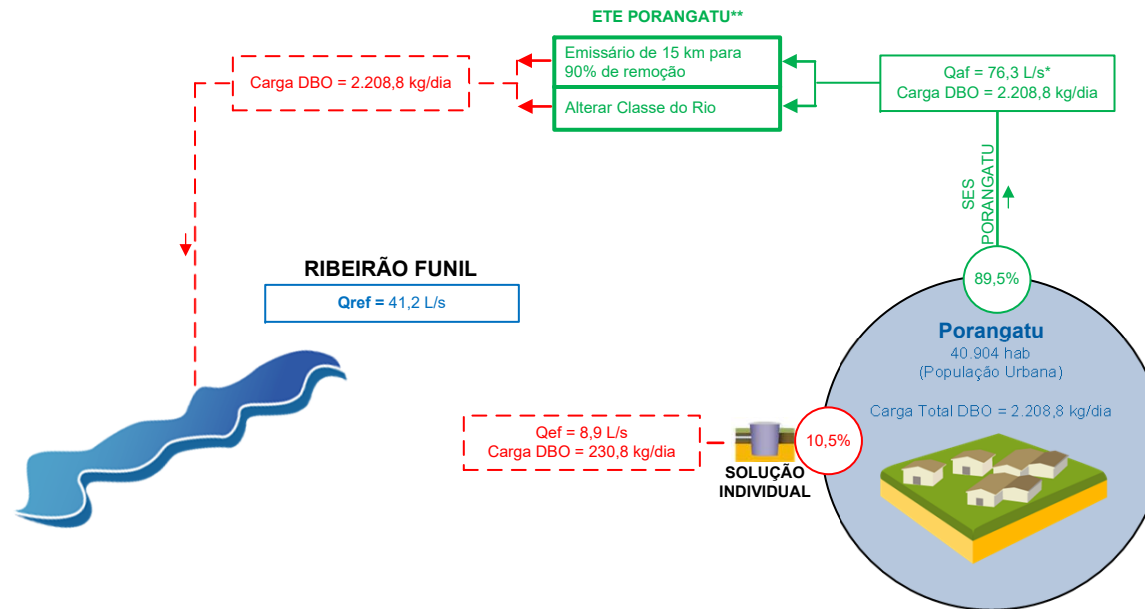 ETE PORANGATU**
Emissário de 15 km para
90% de remoção
Alterar Classe do Rio
Carga DBO = 2.208,8 kg/dia
Qaf = 76,3 L/s*
Carga DBO = 2.208,8 kg/dia
SES
PORANGATU
RIBEIRÃO FUNIL
Qref = 41,2 L/s
89,5%
Porangatu
40.904 hab
(População Urbana)
Carga Total DBO = 2.208,8 kg/dia
Qef = 8,9 L/s
Carga DBO = 230,8 kg/dia
10,5%
SOLUÇÃO
INDIVIDUAL